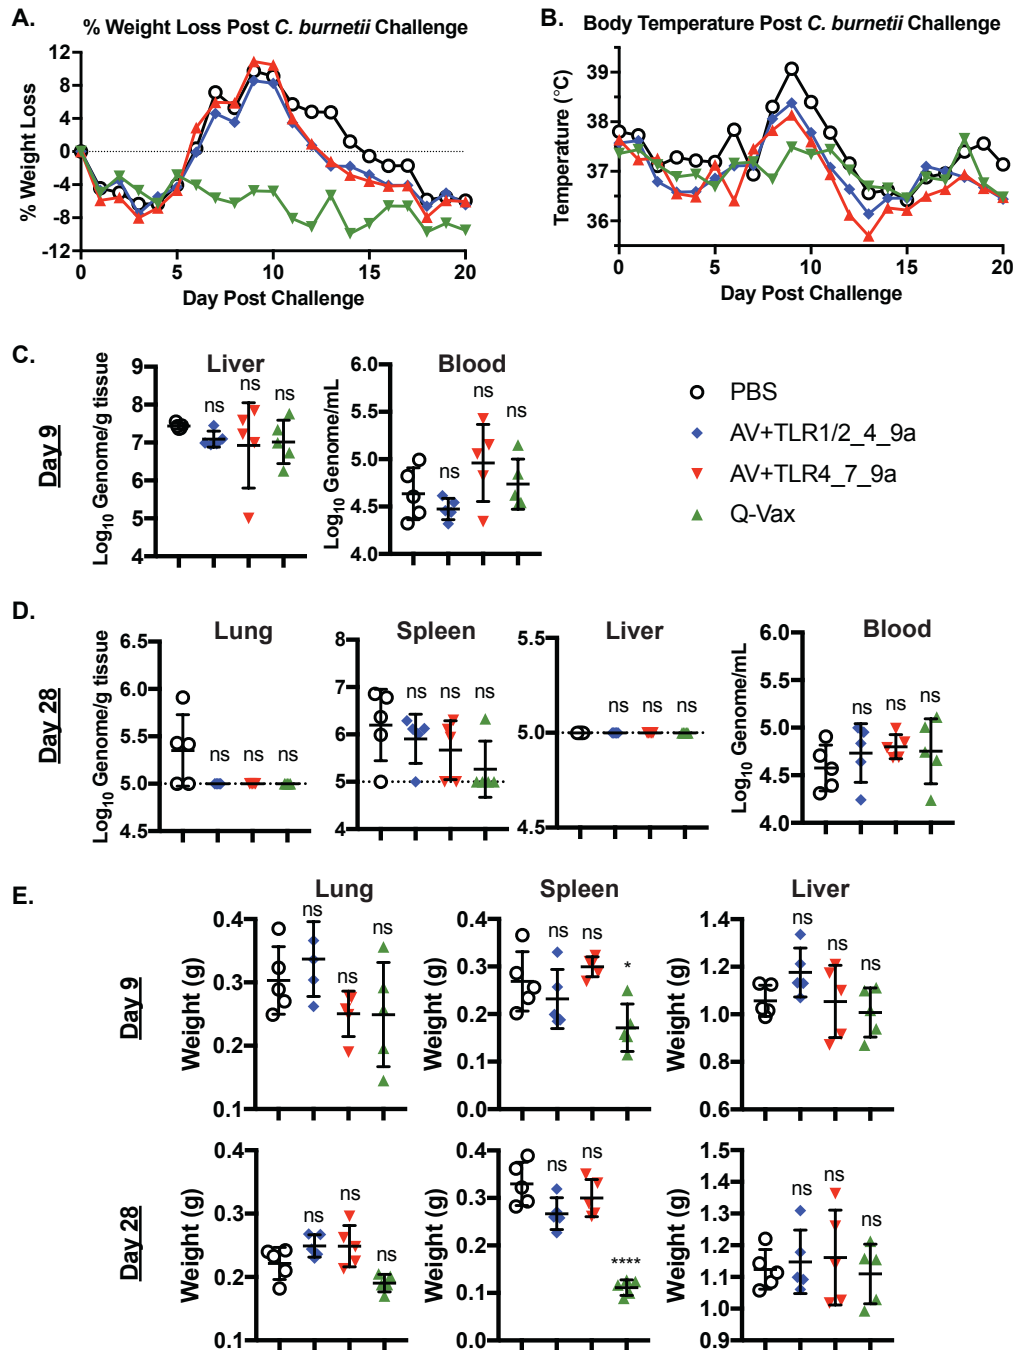 A.
% Weight Loss Post C. burnetii Challenge
% Weight Loss
12
8
4
0
-4
-8
-12
0 5 10 15 20
Day Post Challenge
B.
Body Temperature Post C. burnetii Challenge
Temperature (°C)
39
38
37
36
0 5 10 15 20
Day Post Challenge
C.
Day 9
Liver
Log10 Genome/g tissue
9
8
7
6
5
4
ns ns ns
Blood
Log10 Genome/mL
6.0
5.5
5.0
4.5
4.0
ns ns ns
PBS
AV+TLR1/2_4_9a
AV+TLR4_7_9a
Q-Vax
D.
Day 28
Lung
Log10 Genome/g tissue
6.5
6.0
5.5
5.0
4.5
ns ns ns
Spleen
8
7
6
5
4
ns ns ns
Liver
5.5
5.0
4.5
ns ns ns
Blood
Log10 Genome/mL
6.0
5.5
5.0
4.5
4.0
ns ns ns
E.
Day 9
Lung
Weight (g)
0.4
0.3
0.2
0.1
ns ns ns
Spleen
Weight (g)
0.4
0.3
0.2
0.1
0.0
ns ns *
Liver
Weight (g)
1.4
1.2
1.0
0.8
0.6
ns ns ns
Day 28
Weight (g)
0.4
0.3
0.2
0.1
ns ns ns
Weight (g)
0.4
0.3
0.2
0.1
0.0
ns ns ****
Weight (g)
1.5
1.4
1.3
1.2
1.1
1.0
0.9
ns ns ns